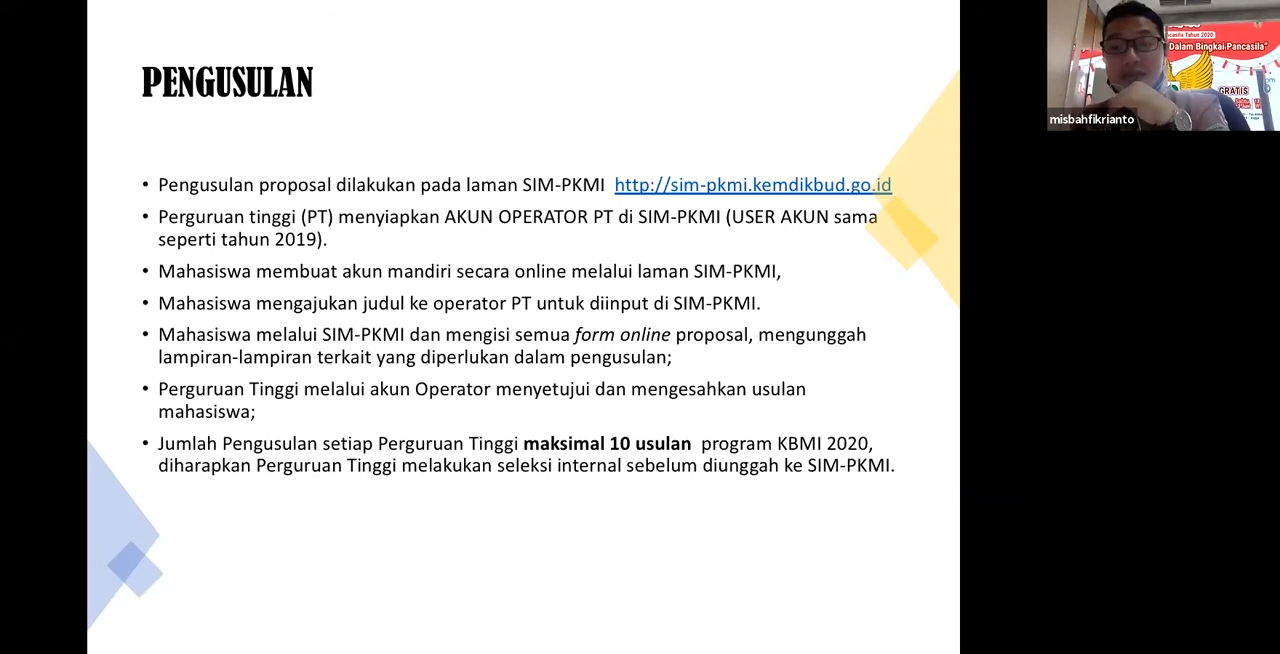 PENGUSULAN
• Pengusulan proposal dilakukan pada laman SIM-PKMI http://sim-pkmi.kemdikbud.go.id
• Perguruan tinggi (PT) menyiapkan AKUN OPERATOR PT di SIM-PKMI (USER AKUN sama
seperti tahun 2019).
• Mahasiswa membuat akun mandiri secara online melalui laman SIM-PKMI,
• Mahasiswa mengajukan judul ke operator PT untuk diinput di SIM-PKMI.
• Mahasiswa melalui SIM-PKMI dan mengisi semua form online proposal, mengunggah
lampiran-lampiran terkait yang diperlukan dalam pengusulan;
• Perguruan Tinggi melalui akun Operator menyetujui dan mengesahkan usulan
mahasiswa;
• Jumlah Pengusulan setiap Perguruan Tinggi maksimal 10 usulan program KBMI 2020,
diharapkan Perguruan Tinggi melakukan seleksi internal sebelum diunggah ke SIM-PKMI.
Tahun 2020
Dalam Bingkai Pancasila"
GRATIS
misbahfikrianto